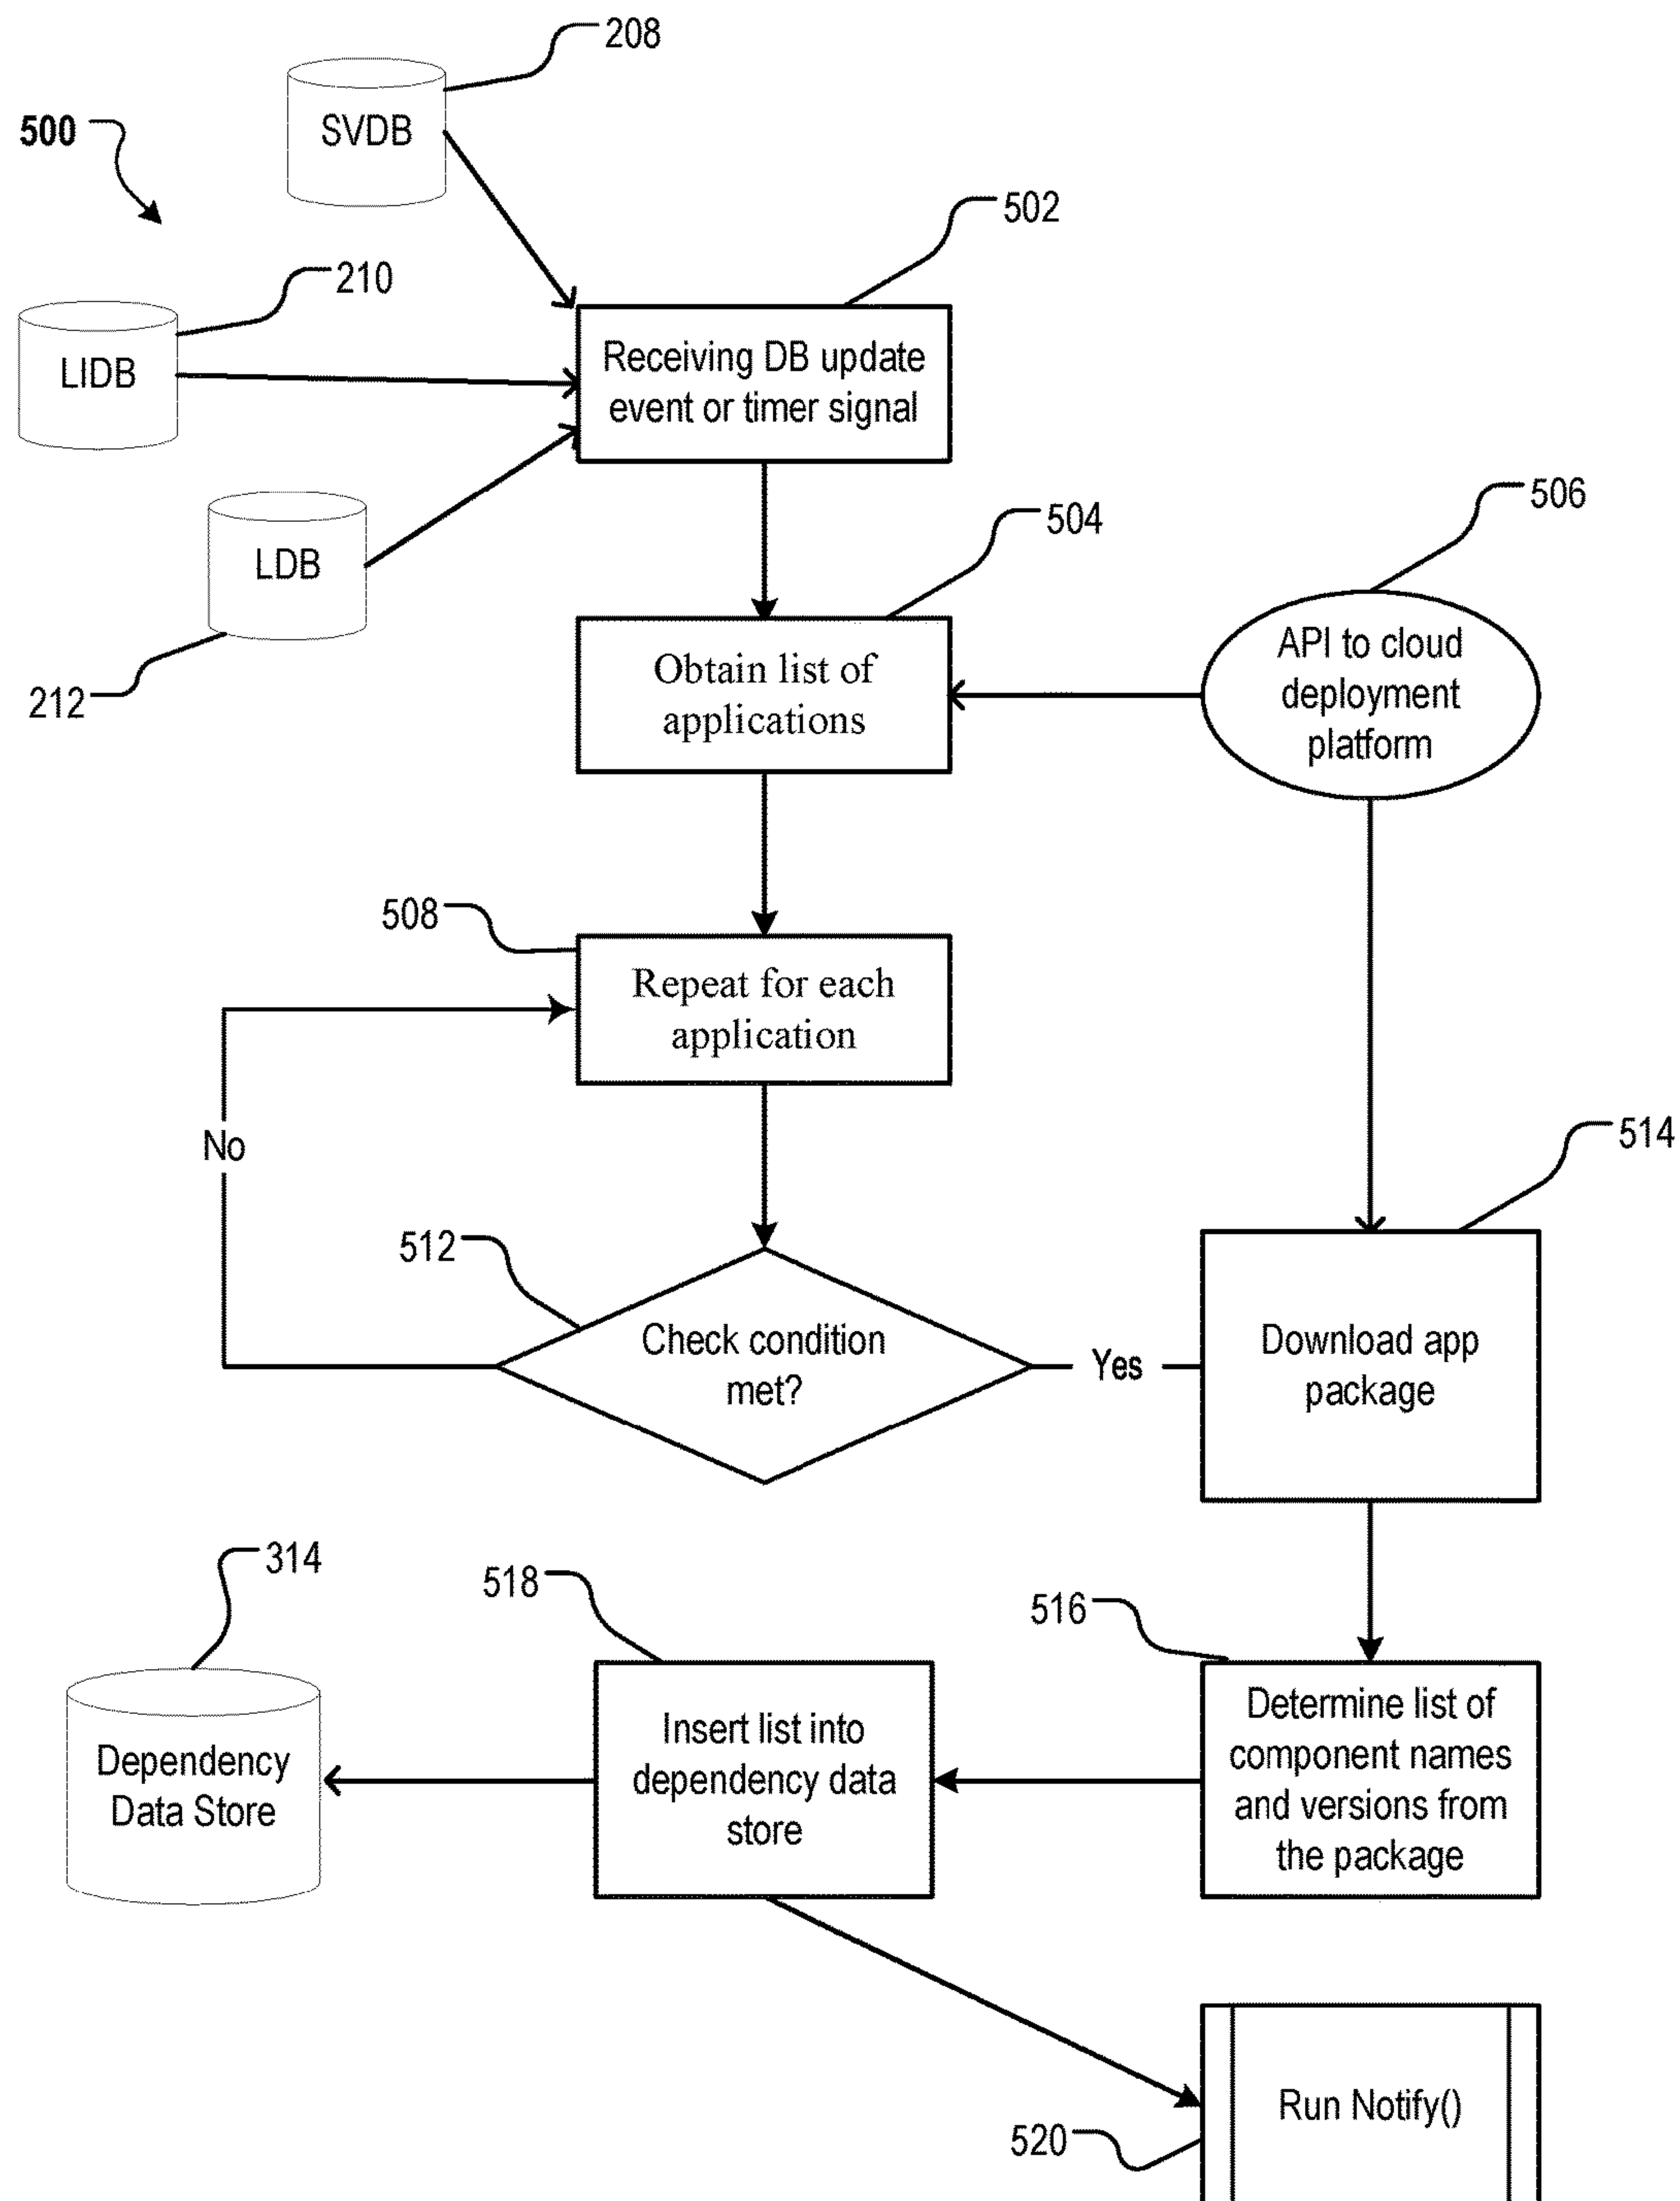 208
SVDB
500
502
210
LIDB
Receiving DB update
event or timer signal
506
504
LDB
API to cloud
deployment
platform
Obtain list of
applications
212
508
Repeat for each
application
514
No
512
Check condition
met?
Yes
Download app
package
314
518
516
Dependency
Data Store
Insert list into
dependency data
store
Determine list of
component names
and versions from
the package
Run Notify()
520